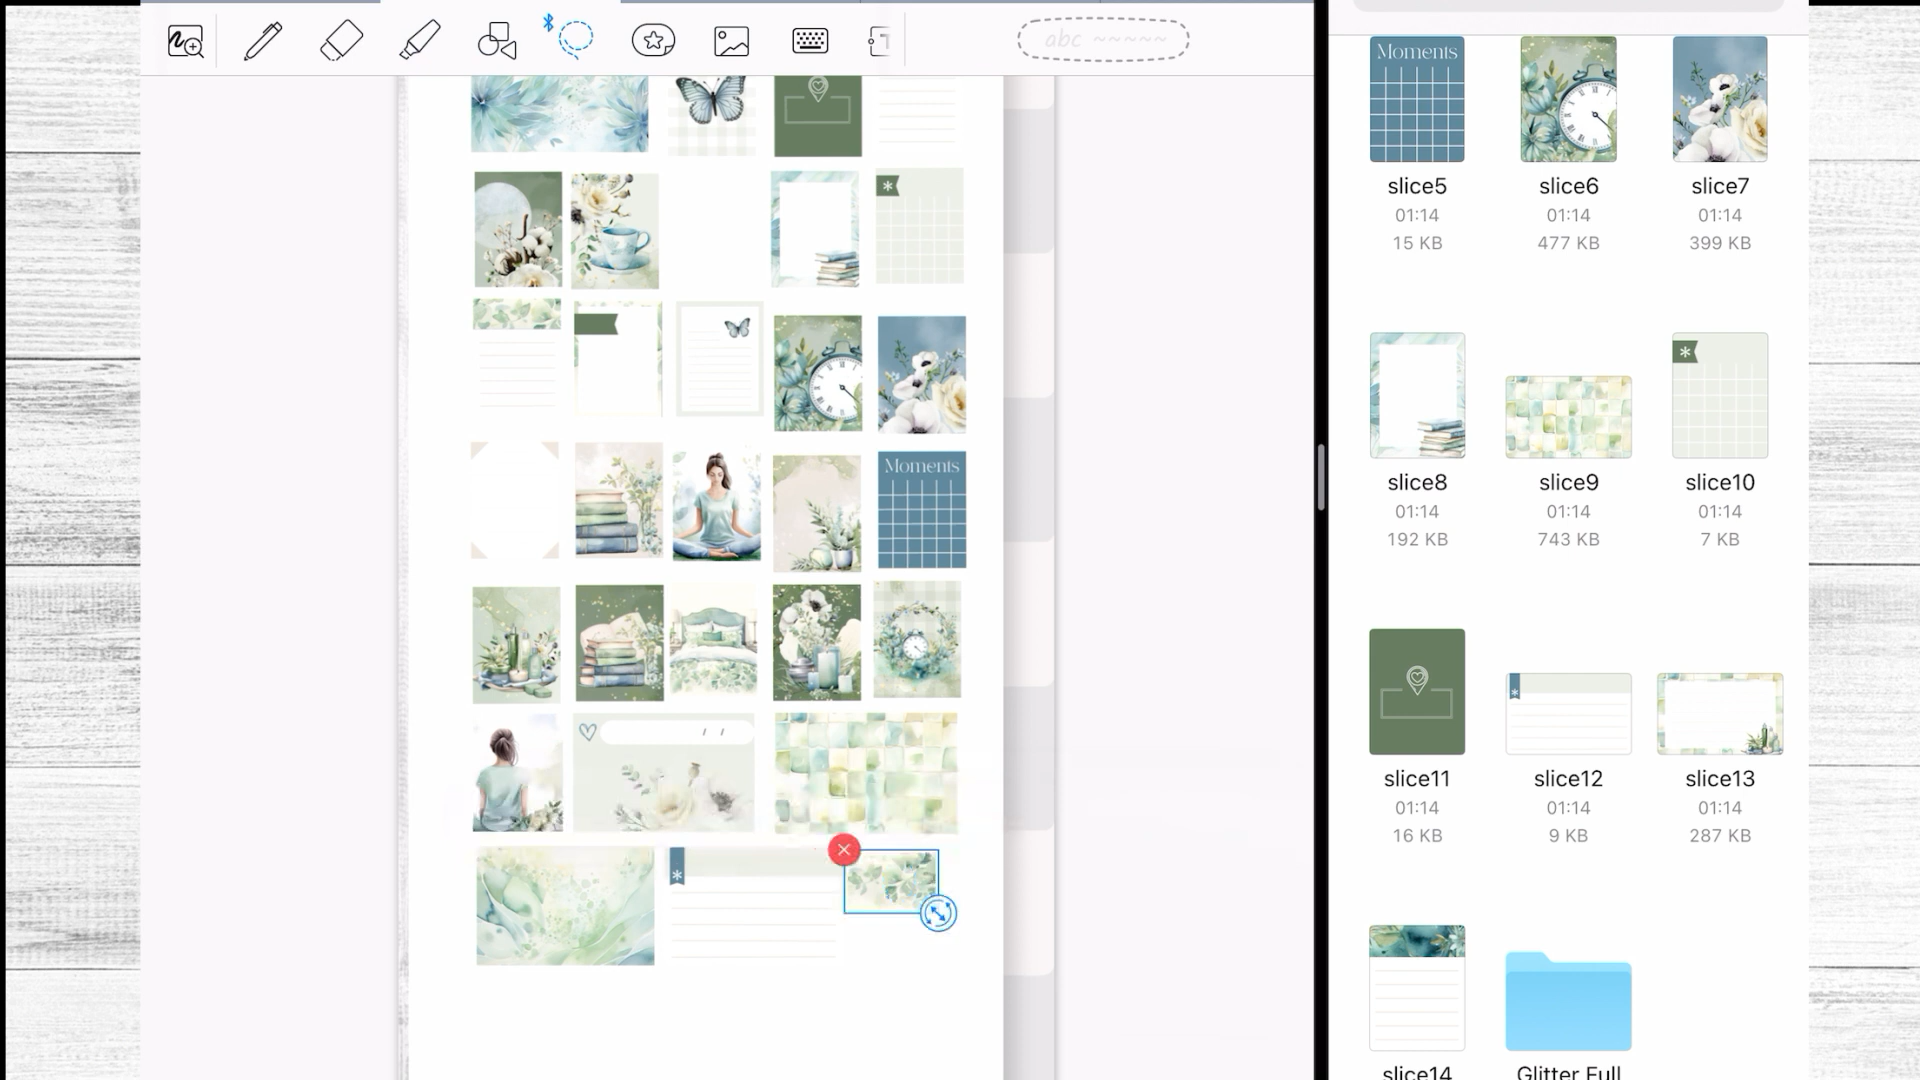 abc
Moments
Moments
slice5
01:14
15 KB
slice6
01:14
477 KB
slice7
01:14
399 KB
slice8
01:14
192 KB
slice9
01:14
743 KB
slice10
01:14
7 KB
slice11
01:14
16 KB
slice12
01:14
9 KB
slice13
01:14
287 KB
slice14
Glitter Full